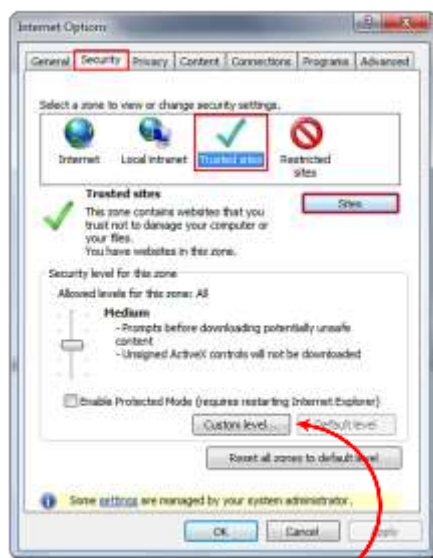 Internet Options
General Security Privacy Content Connections Programs Advanced
Select a zone to view or change security settings.
Internet Local intranet Trusted sites Restricted sites
Trusted sites
Sites
This zone contains websites that you
trust not to damage your computer or
your files.
You have websites in this zone.
Security level for this zone
Allowed levels for this zone: All
Medium
- Prompts before downloading potentially unsafe
content
- Unsigned ActiveX controls will not be downloaded
Enable Protected Mode (requires restarting Internet Explorer)
Custom level... Default level
Reset all zones to default level
Some settings are managed by your system administrator.
OK Cancel Apply